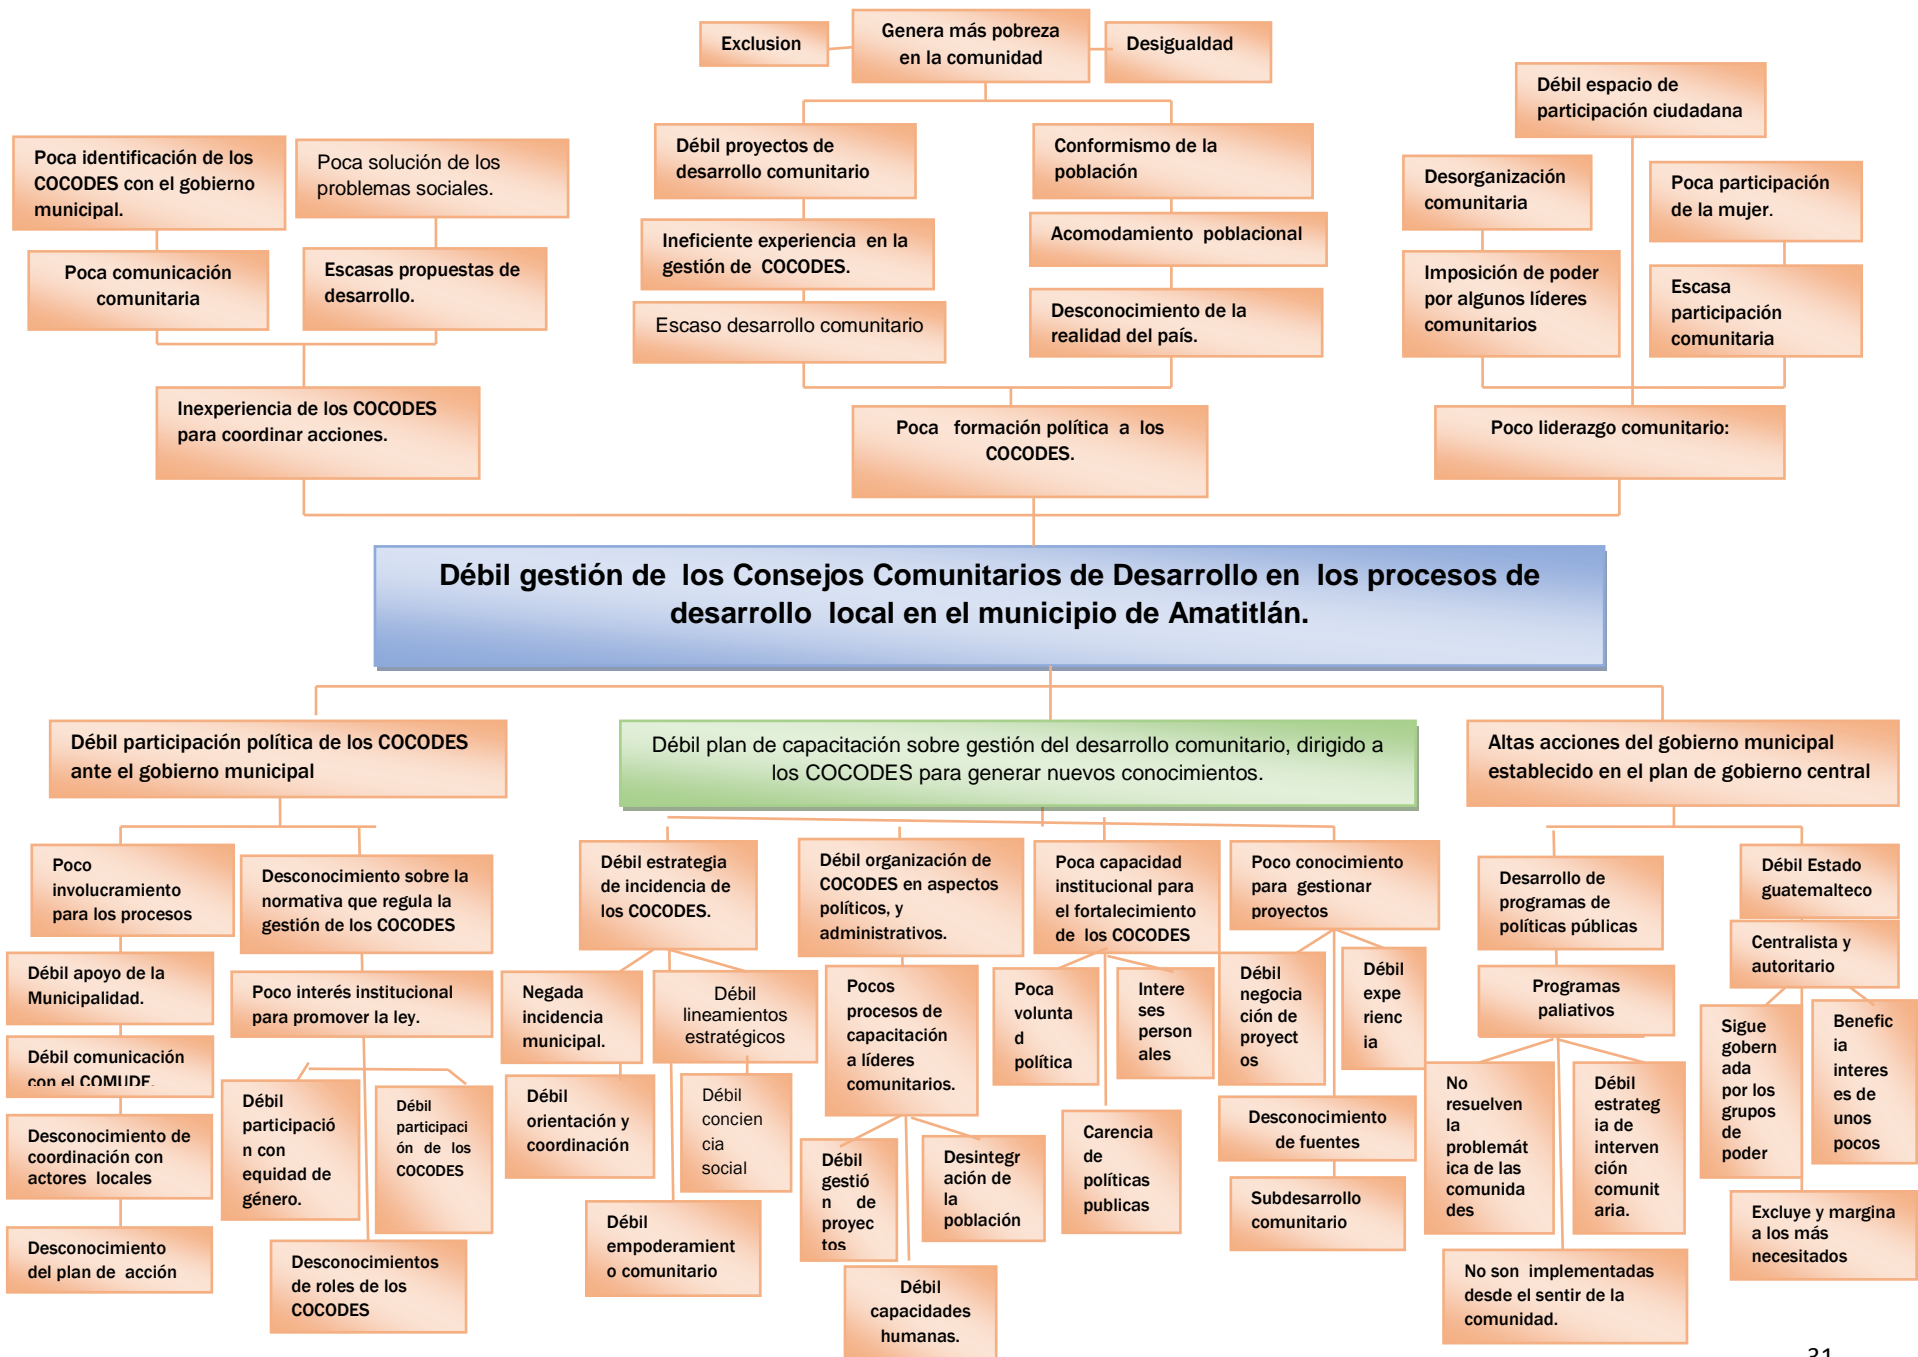 Exclusion
Genera más pobreza
en la comunidad
Desigualdad
Débil espacio de
participación ciudadana
Poca identificación de los
COCODES con el gobierno
municipal.
Poca solución de los
problemas sociales.
Débil proyectos de
desarrollo comunitario
Conformismo de la
población
Desorganización
comunitaria
Poca participación
de la mujer.
Poca comunicación
comunitaria
Escasas propuestas de
desarrollo.
Ineficiente experiencia en la
gestión de COCODES.
Acomodamiento poblacional
Imposición de poder
por algunos líderes
comunitarios
Escasa
participación
comunitaria
Escaso desarrollo comunitario
Desconocimiento de la
realidad del país.
Inexperiencia de los COCODES
para coordinar acciones.
Poca formación política a los
COCODES.
Poco liderazgo comunitario:
Débil gestión de los Consejos Comunitarios de Desarrollo en los procesos de
desarrollo local en el municipio de Amatitlán.
Débil participación política de los COCODES
ante el gobierno municipal
Débil plan de capacitación sobre gestión del desarrollo comunitario, dirigido a
los COCODES para generar nuevos conocimientos.
Altas acciones del gobierno municipal
establecido en el plan de gobierno central
Poco
involucramiento
para los procesos
Desconocimiento sobre la
normativa que regula la
gestión de los COCODES
Débil estrategia
de incidencia de
los COCODES.
Débil organización de
COCODES en aspectos
políticos, y
administrativos.
Poca capacidad
institucional para
el fortalecimiento
de los COCODES
Poco conocimiento
para gestionar
proyectos
Desarrollo de
programas de
políticas públicas
Débil Estado
guatemalteco
Débil apoyo de la
Municipalidad.
Poco interés institucional
para promover la ley.
Negada
incidencia
municipal.
Débil
lineamientos
estratégicos
Pocos
procesos de
capacitación
a líderes
comunitarios.
Poca
volunta
d
política
Intere
ses
person
ales
Débil
negocia
ción de
proyect
os
Débil
expe
rienc
ia
Programas
paliativos
Centralista y
autoritario
Débil comunicación
con el COMUDE.
Débil
participació
n con
equidad de
género.
Débil
participaci
ón de los
COCODES
Débil
orientación y
coordinación
Débil
concien
cia
social
Desconocimiento
de fuentes
No
resuelven
la
problemát
ica de las
comunida
des
Débil
estrateg
ia de
interven
ción
comunit
aria.
Sigue
gobern
ada
por los
grupos
de
poder
Benefic
ia
interes
es de
unos
pocos
Desconocimiento de
coordinación con
actores locales
Débil
gestió
n de
proyec
tos
Desintegr
ación de
la
población
Carencia
de
políticas
publicas
Subdesarrollo
comunitario
Desconocimiento
del plan de acción
Desconocimientos
de roles de los
COCODES
Débil
empoderamient
o comunitario
Débil
capacidades
humanas.
No son implementadas
desde el sentir de la
comunidad.
Excluye y margina
a los más
necesitados
31